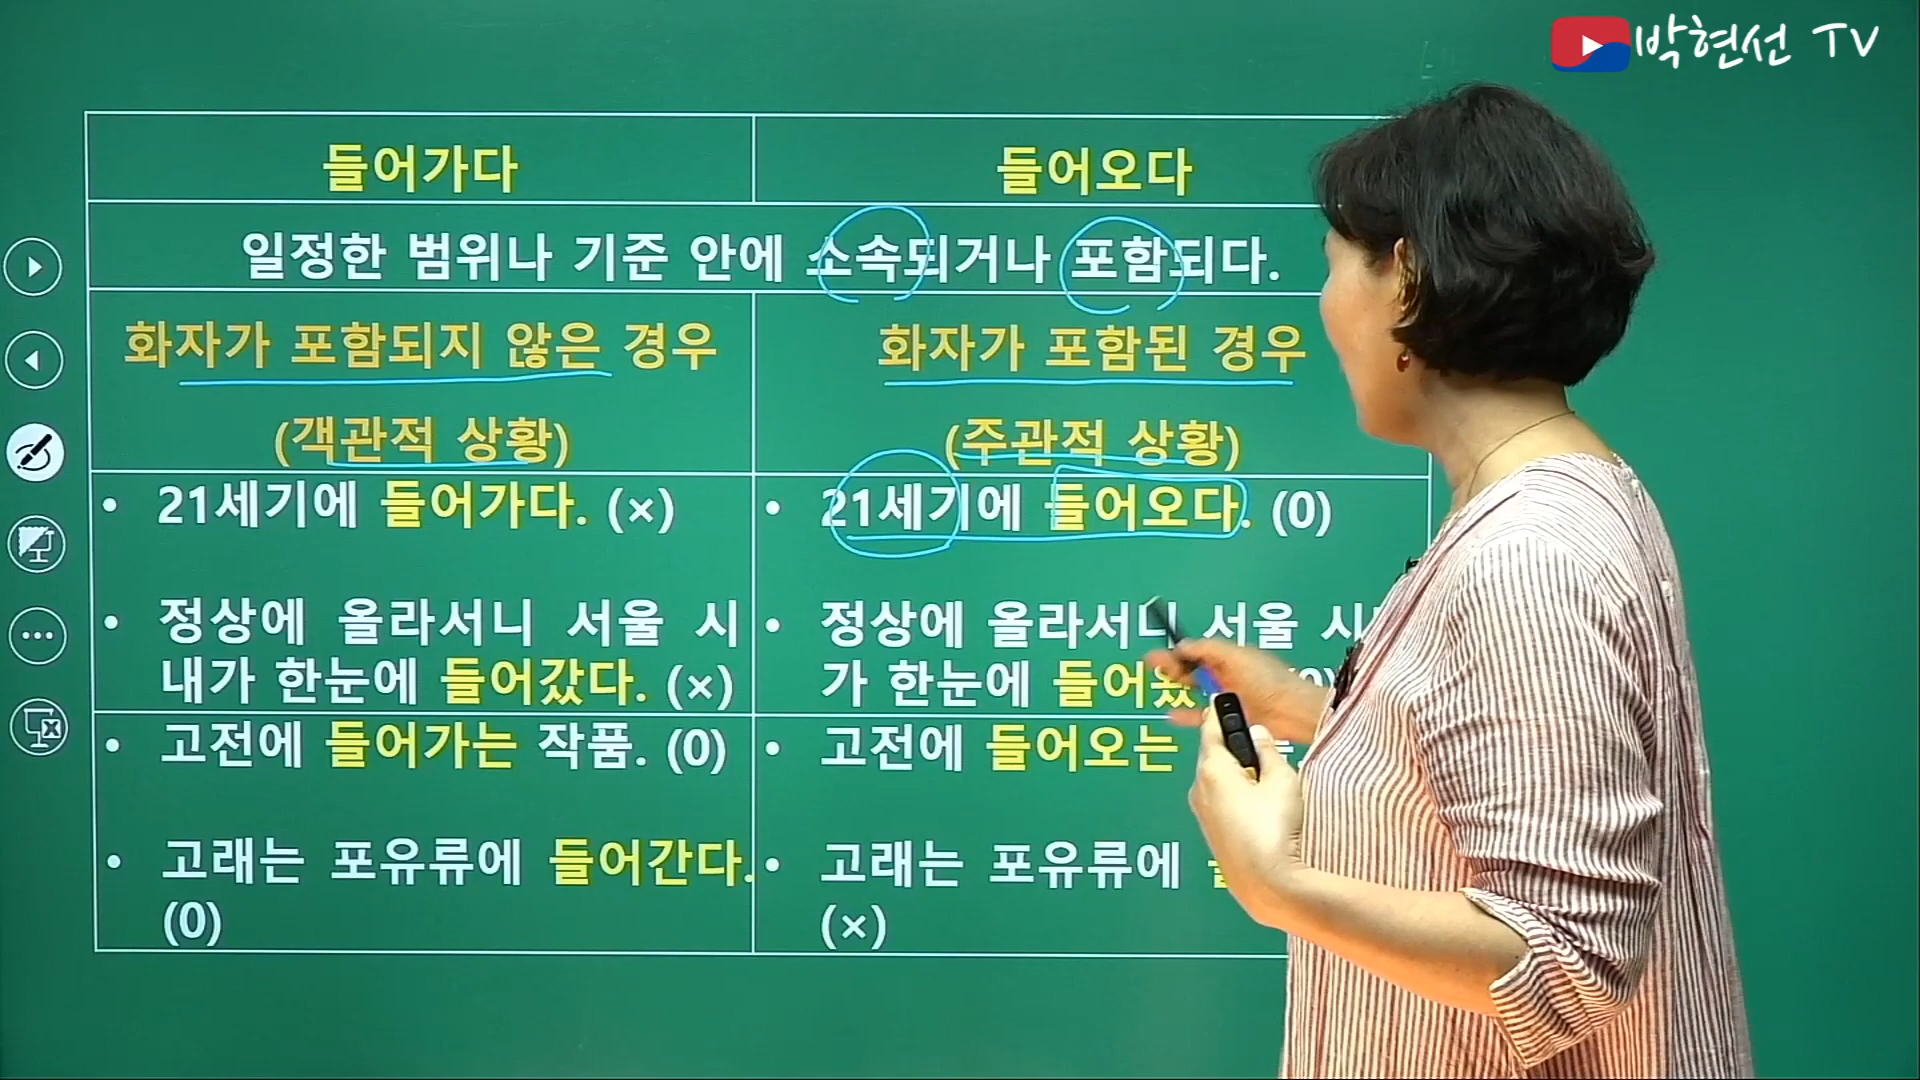 박현선 TV
들어가다
들어오다
일정한 범위나 기준 안에 소속되거나 포함되다.
화자가 포함되지 않은 경우
(객관적 상황)
화자가 포함된 경우
(주관적 상황)
• 21세기에 들어가다. (×)
• 정상에 올라서니 서울 시
내가 한눈에 들어갔다. (×)
• 21세기에 들어오다. (0)
• 정상에 올라서니 서울 시
가 한눈에 들어왔
• 고전에 들어가는 작품. (0)
• 고래는 포유류에 들어간다.
(0)
• 고전에 들어오는
• 고래는 포유류에
(×)